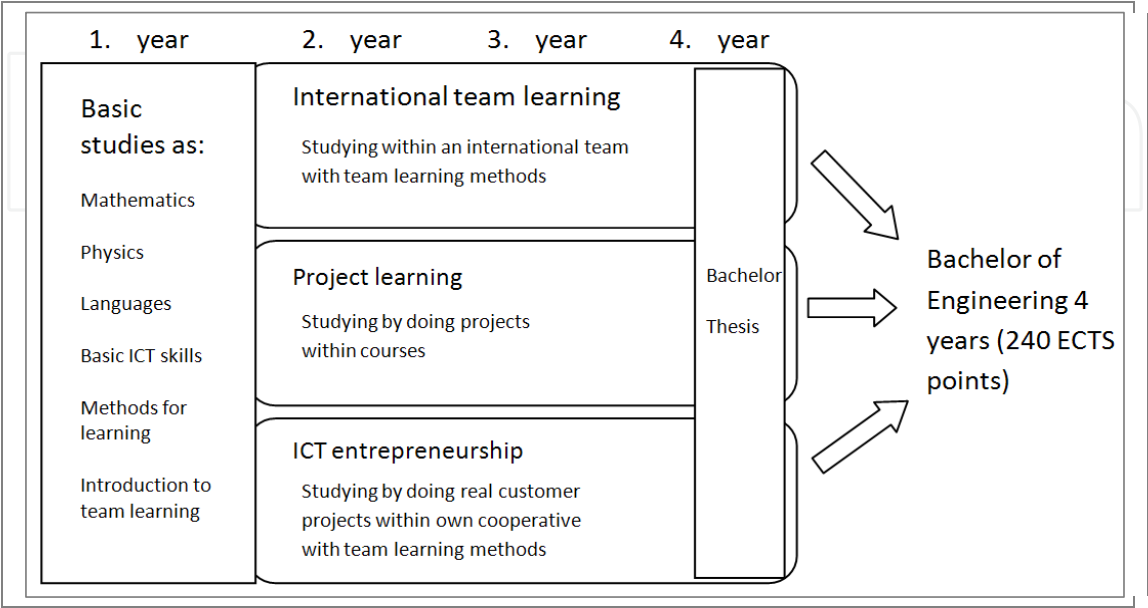 1. year 2. year 3. year 4. year
Basic
studies as:
Mathematics
Physics
Languages
Basic ICT skills
Methods for
learning
Introduction to
team learning
International team learning
Studying within an international team
with team learning methods
Project learning
Studying by doing projects
within courses
ICT entrepreneurship
Studying by doing real customer
projects within own cooperative
with team learning methods
Bachelor
Thesis
Bachelor of
Engineering 4
years (240 ECTS
points)